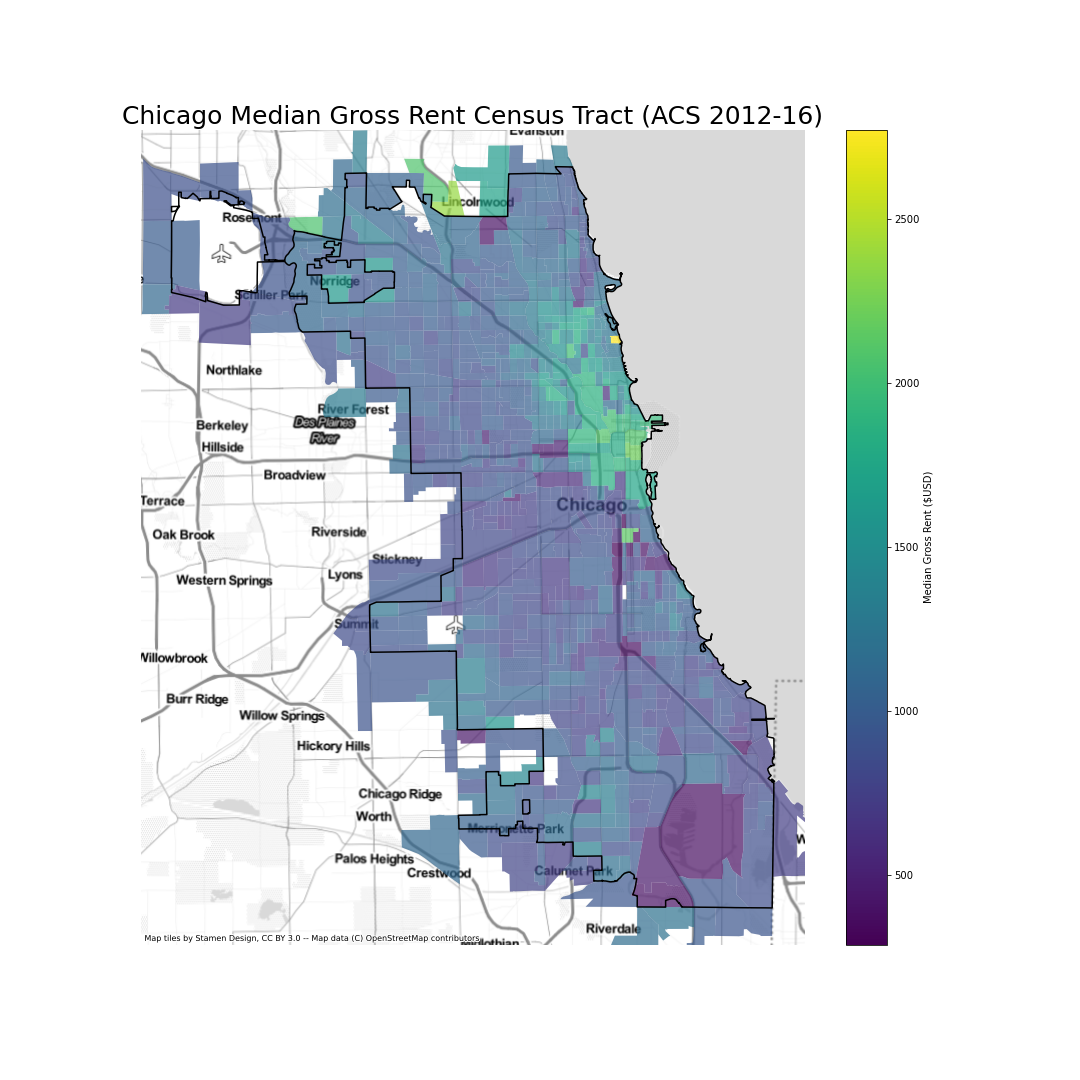 Chicago Median Gross Rent Census Tract (ACS 2012-16)
Evanston
Lincolnwood
Rosemont
Norridge
Schiller Park
Northlake
River Forest
Des Plaines
River
Berkeley
Hillside
Broadview
Terrace
Chicago
Oak Brook
Riverside
Stickney
Western Springs
Lyons
Summit
Willowbrook
Burr Ridge
Willow Springs
Hickory Hills
Chicago Ridge
Worth
Merrionette Park
Palos Heights
Crestwood
Calumet Park
Riverdale
Map tiles by Stamen Design, CC BY 3.0 -- Map data (C) OpenStreetMap contributors
2500
2000
1500
1000
500
Median Gross Rent ($USD)